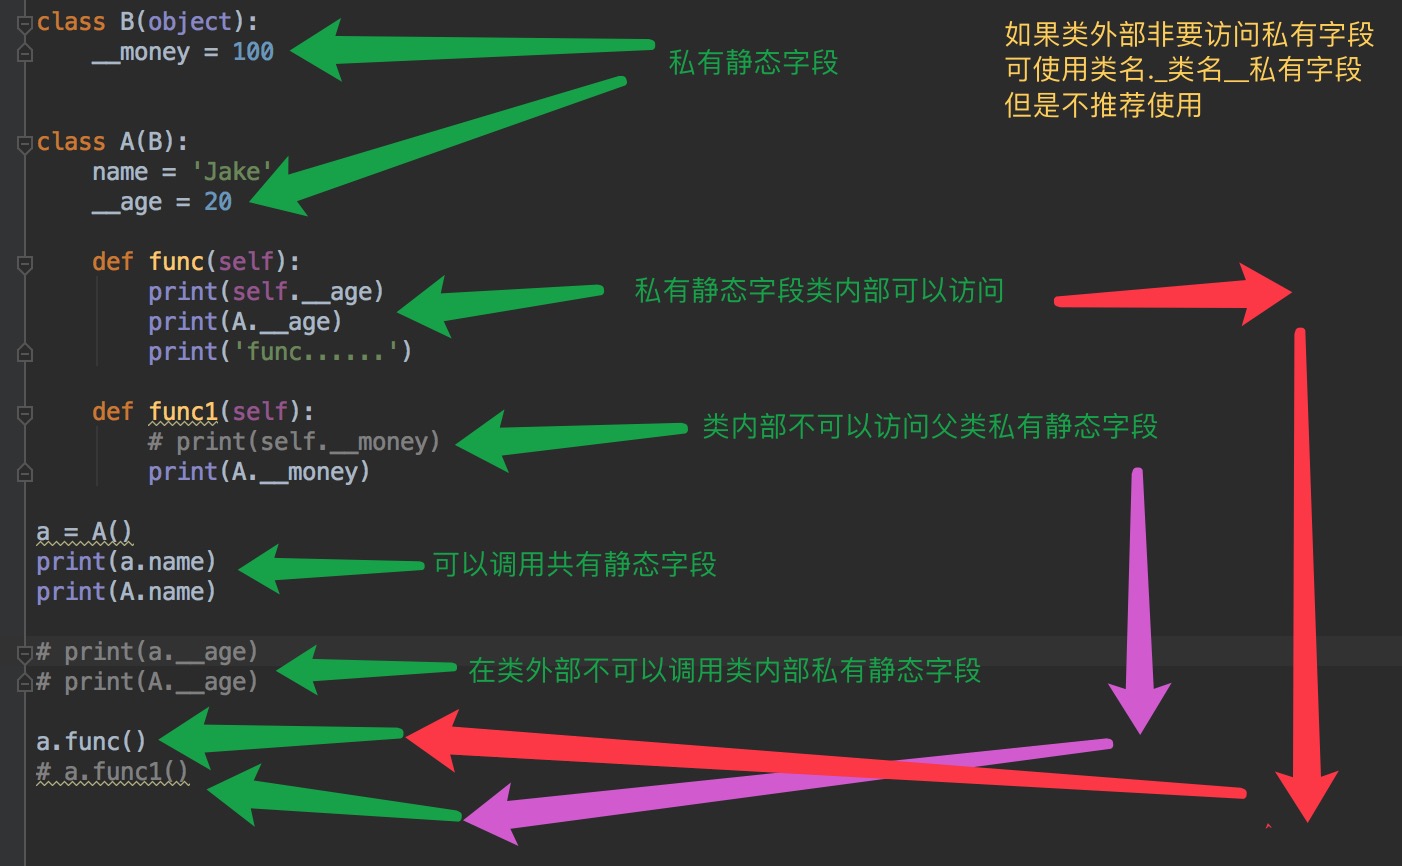 class B(object):
    __money = 100
私有静态字段
如果类外部非要访问私有字段
可使用类名._类名__私有字段
但是不推荐使用
class A(B):
    name = 'Jake'
    __age = 20
    def func(self):
        print(self.__age)
        print(A.__age)
        print('func......')
私有静态字段类内部可以访问
    def func1(self):
        # print(self.__money)
        print(A.__money)
类内部不可以访问父类私有静态字段
a = A()
print(a.name)
print(A.name)
可以调用共有静态字段
# print(a.__age)
# print(A.__age)
在类外部不可以调用类内部私有静态字段
a.func()
# a.func1()